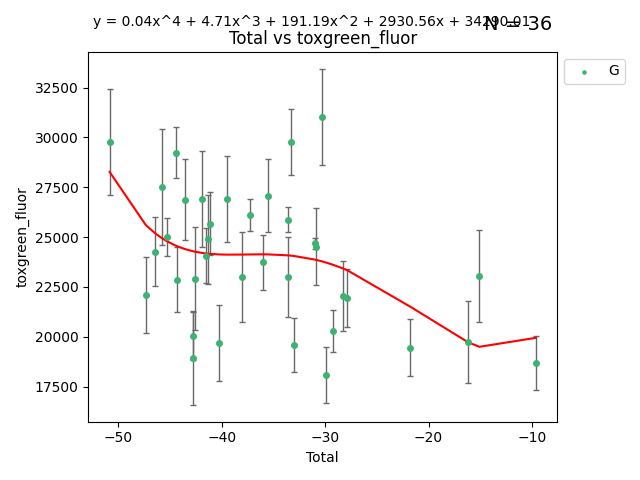 y = 0.04x^4 + 4.71x^3 + 191.19x^2 + 2930.56x + 34290.01
N = 36
Total vs toxgreen_fluor
G
32500
30000
27500
25000
22500
20000
17500
toxgreen_fluor
−50
−40
−30
−20
−10
Total